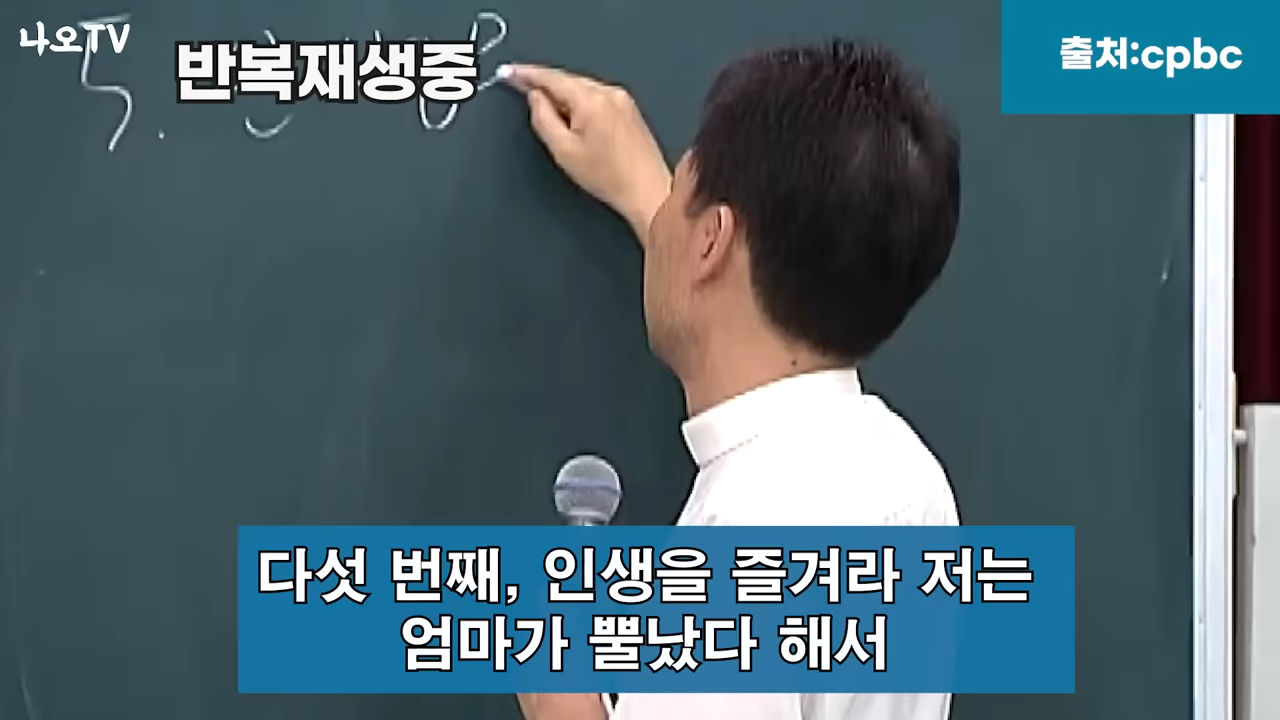 나오TV
반복재생중
출처:cpbc
5.
다섯 번째, 인생을 즐겨라 저는
엄마가 뿔났다 해서